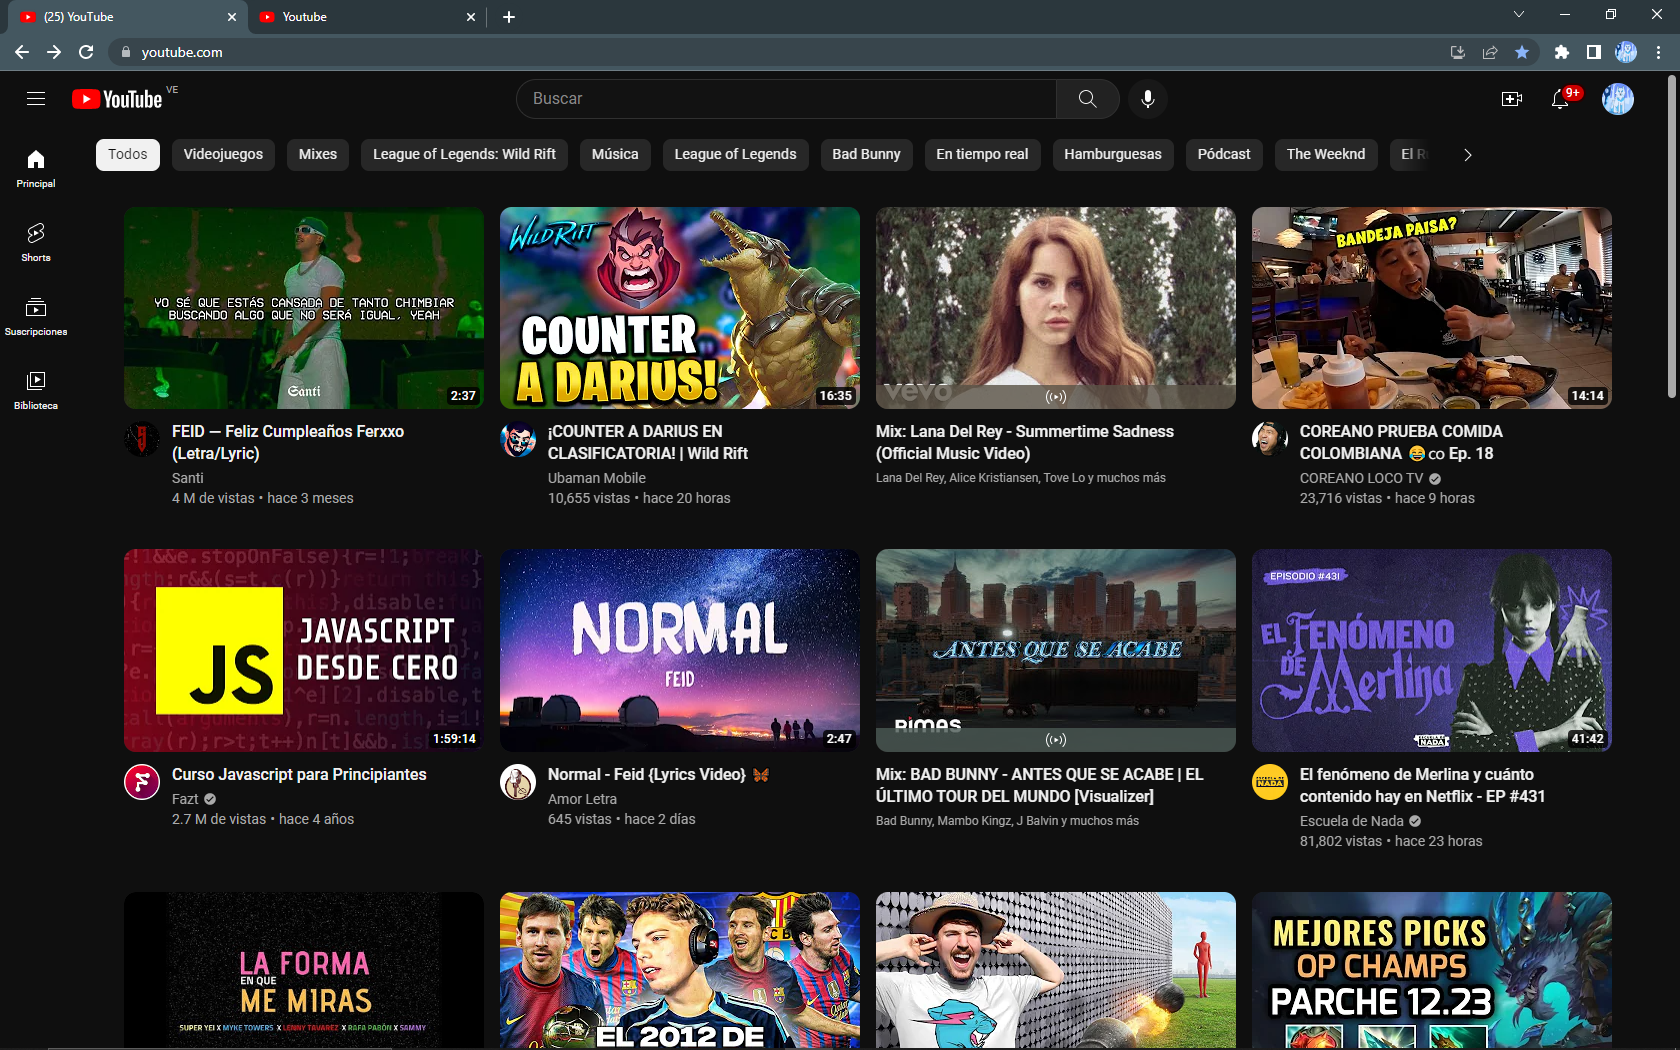 (25) YouTube
Youtube
youtube.com
YouTube VE
Buscar
9+
Todos
Videojuegos
Mixes
League of Legends: Wild Rift
Música
League of Legends
Bad Bunny
En tiempo real
Hamburguesas
Pódcast
The Weeknd
El R
Principal
Shorts
Suscripciones
Biblioteca
YO SÉ QUE ESTÁS CANSADA DE TANTO CHIMBIAR
BUSCANDO ALGO QUE NO SERÁ IGUAL, YEAH
Santi
2:37
WILD RIFT
COUNTER
A DARIUS!
16:35
vevo
BANDEJA PAISA?
14:14
FEID — Feliz Cumpleaños Ferxxo
(Letra/Lyric)
Santi
4 M de vistas • hace 3 meses
¡COUNTER A DARIUS EN
CLASIFICATORIA! | Wild Rift
Ubaman Mobile
10,655 vistas • hace 20 horas
Mix: Lana Del Rey - Summertime Sadness
(Official Music Video)
Lana Del Rey, Alice Kristiansen, Tove Lo y muchos más
COREANO PRUEBA COMIDA
COLOMBIANA 😂 co Ep. 18
COREANO LOCO TV
23,716 vistas • hace 9 horas
JS
JAVASCRIPT
DESDE CERO
1:59:14
NORMAL
FEID
2:47
ANTES QUE SE ACABE
RIMAS
EPISODIO #431
EL FENÓMENO
DE Merlina
ESCUELA DE
NADA
41:42
Curso Javascript para Principiantes
Fazt
2.7 M de vistas • hace 4 años
Normal - Feid {Lyrics Video} 🦋
Amor Letra
645 vistas • hace 2 días
Mix: BAD BUNNY - ANTES QUE SE ACABE | EL
ÚLTIMO TOUR DEL MUNDO [Visualizer]
Bad Bunny, Mambo Kingz, J Balvin y muchos más
El fenómeno de Merlina y cuánto
contenido hay en Netflix - EP #431
Escuela de Nada
81,802 vistas • hace 23 horas
LA FORMA
EN QUE
ME MIRAS
SUPER YEI X MYKE TOWERS X LENNY TAVAREZ X RAFA PABÓN X SAMMY
EL 2012 DE
MEJORES PICKS
OP CHAMPS
PARCHE 12.23